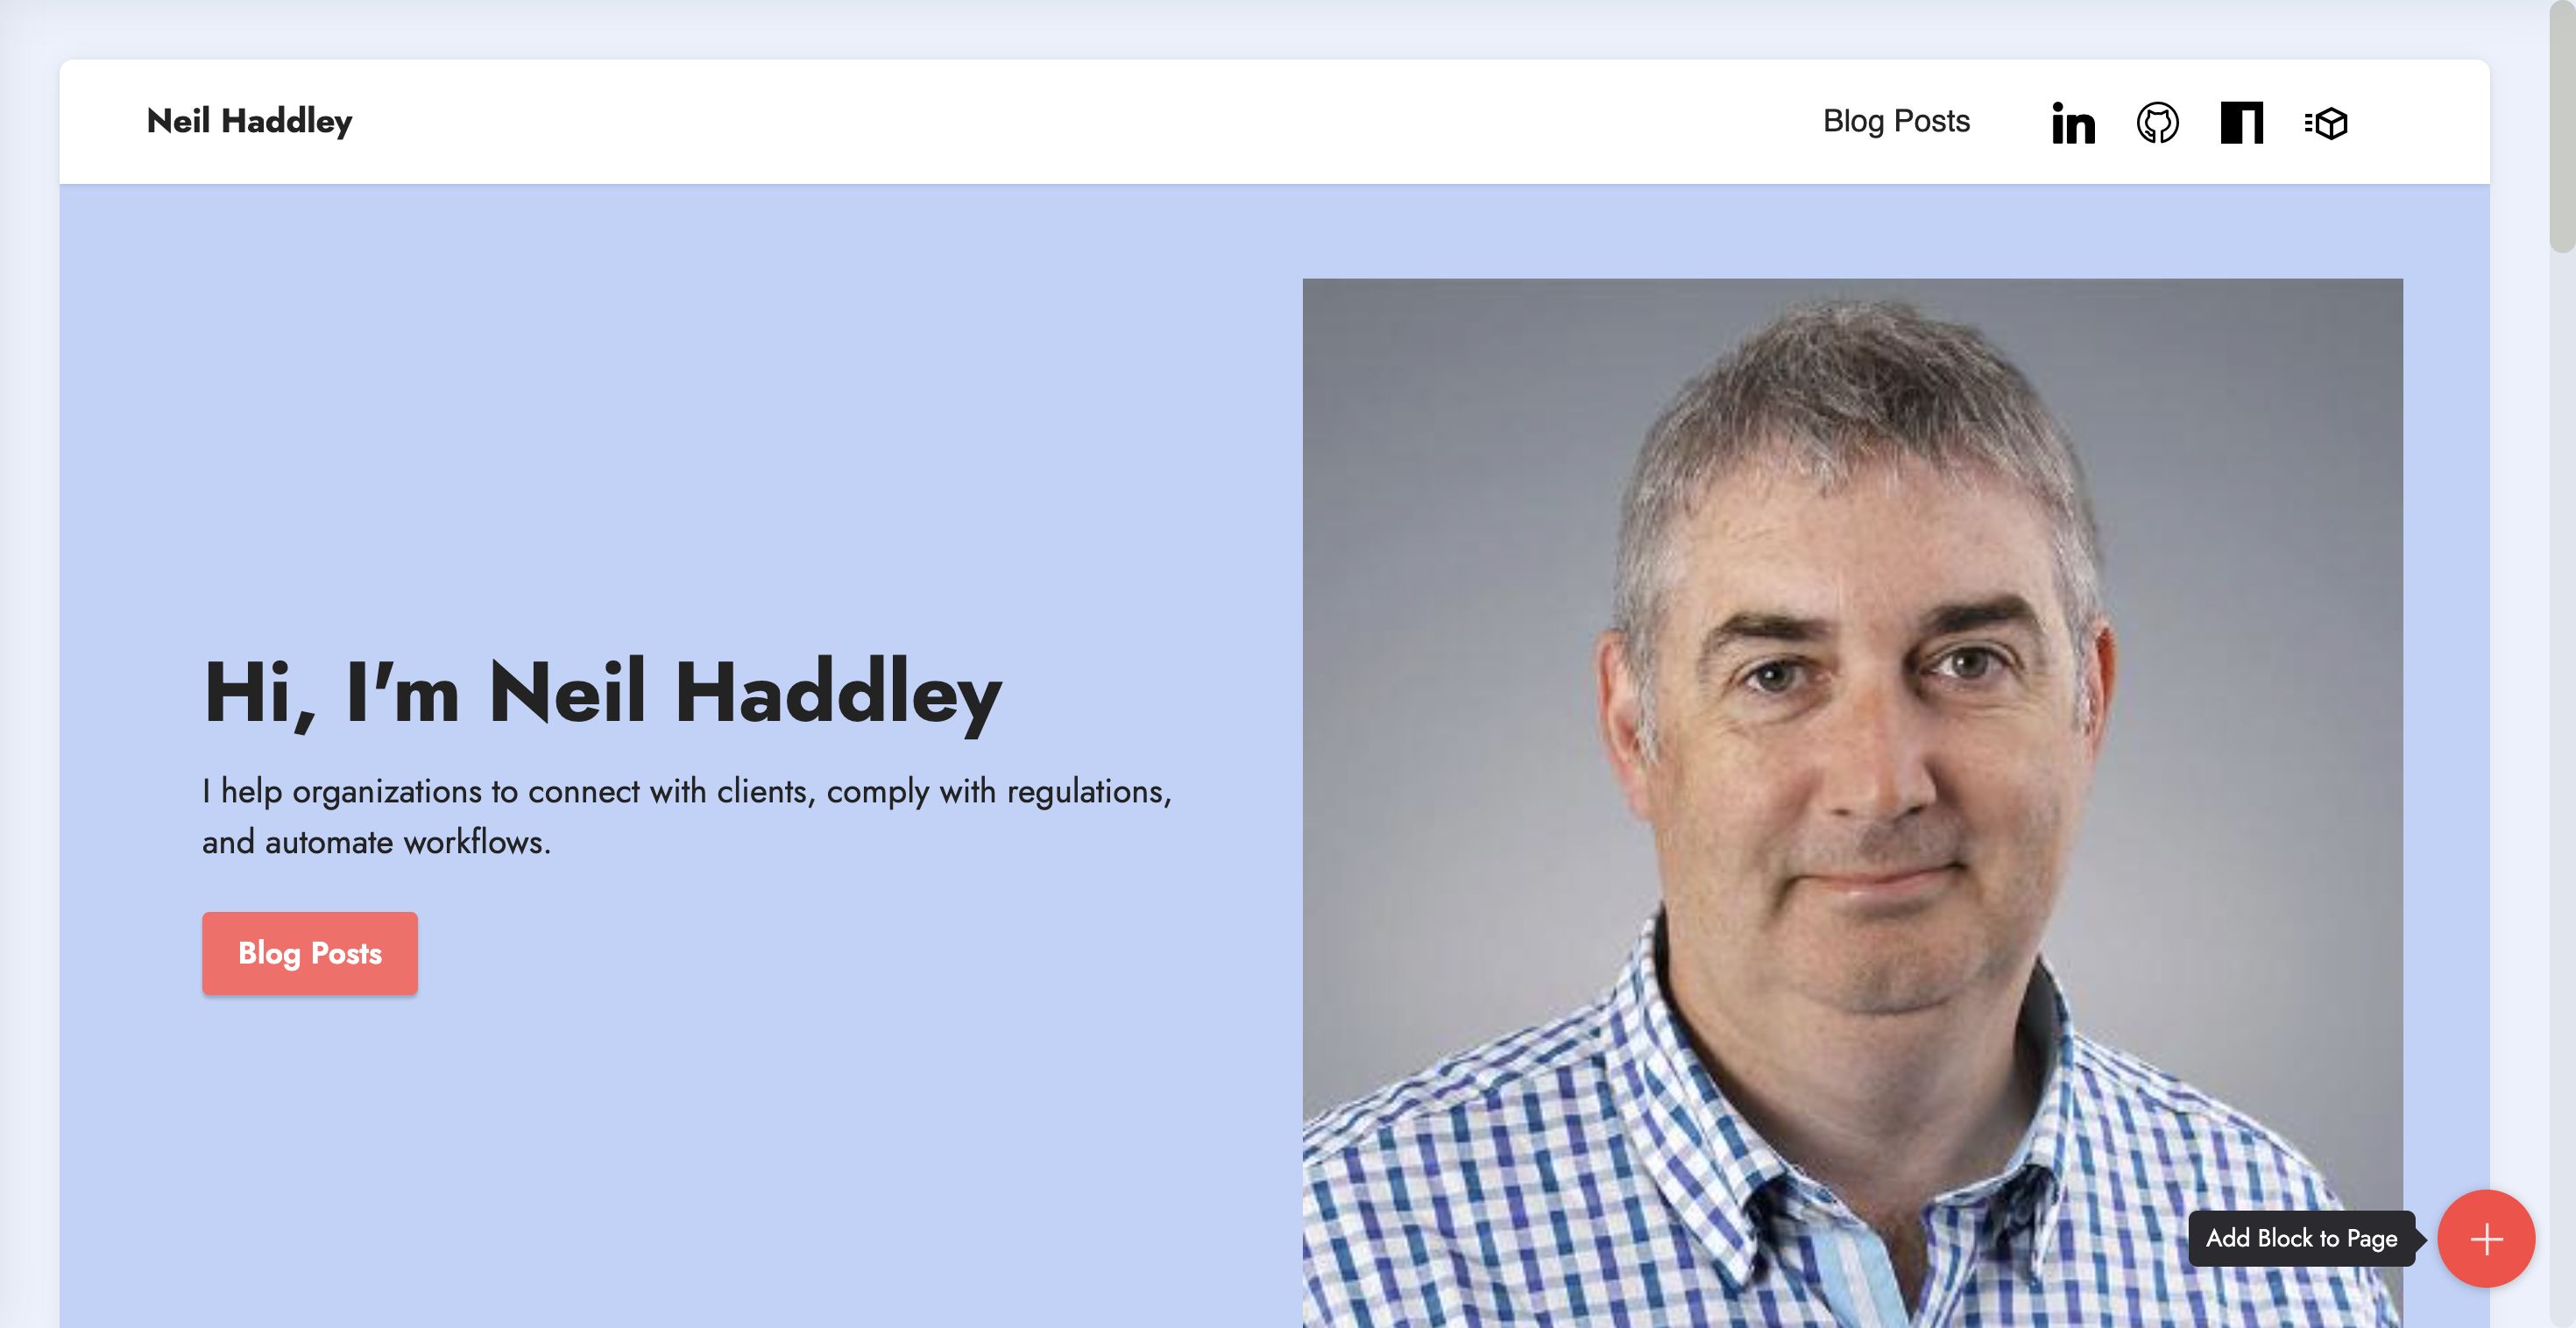 Neil Haddley
Blog Posts
Hi, I'm Neil Haddley
I help organizations to connect with clients, comply with regulations,
and automate workflows.
Blog Posts
Add Block to Page